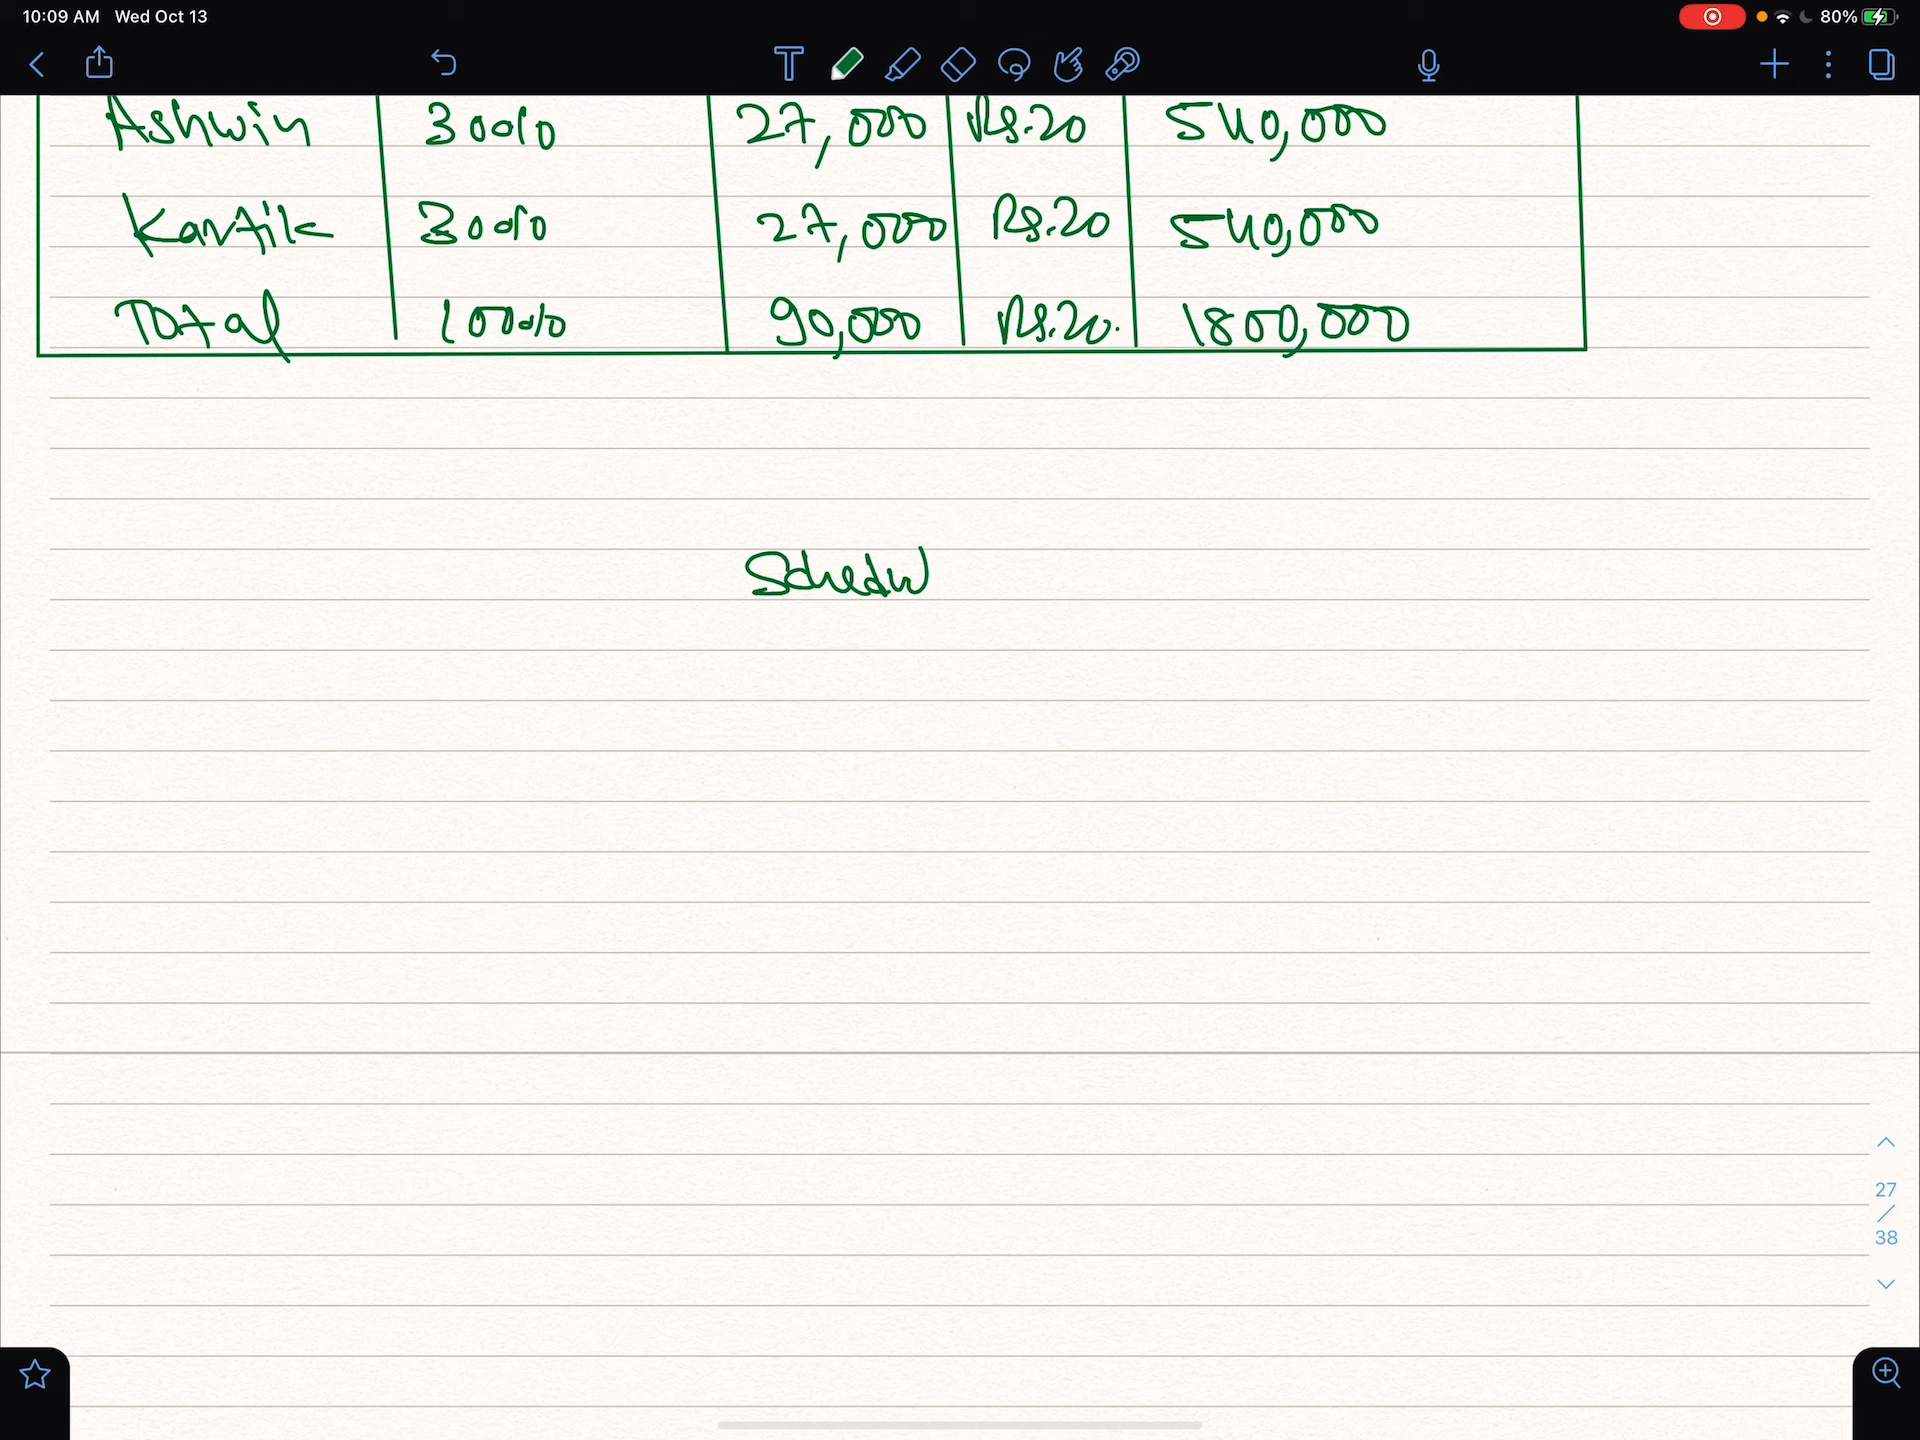 10:09 AM Wed Oct 13 80%
Ashwin 30% 27,000 Rs.20 540,000
Kartik 30% 27,000 Rs.20 540,000
Total 100% 90,000 Rs.20. 1800,000
Schedul
27
38